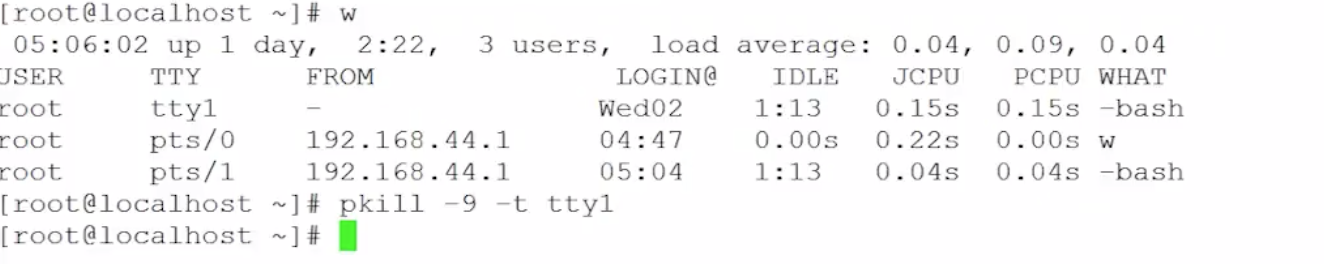 [root@localhost ~]# w
 05:06:02 up 1 day,  2:22,  3 users,  load average: 0.04, 0.09, 0.04
USER     TTY      FROM             LOGIN@   IDLE   JCPU   PCPU WHAT
root     tty1     -                Wed02    1:13   0.15s  0.15s -bash
root     pts/0    192.168.44.1     04:47    0.00s  0.22s  0.00s w
root     pts/1    192.168.44.1     05:04    1:13   0.04s  0.04s -bash
[root@localhost ~]# pkill -9 -t tty1
[root@localhost ~]#